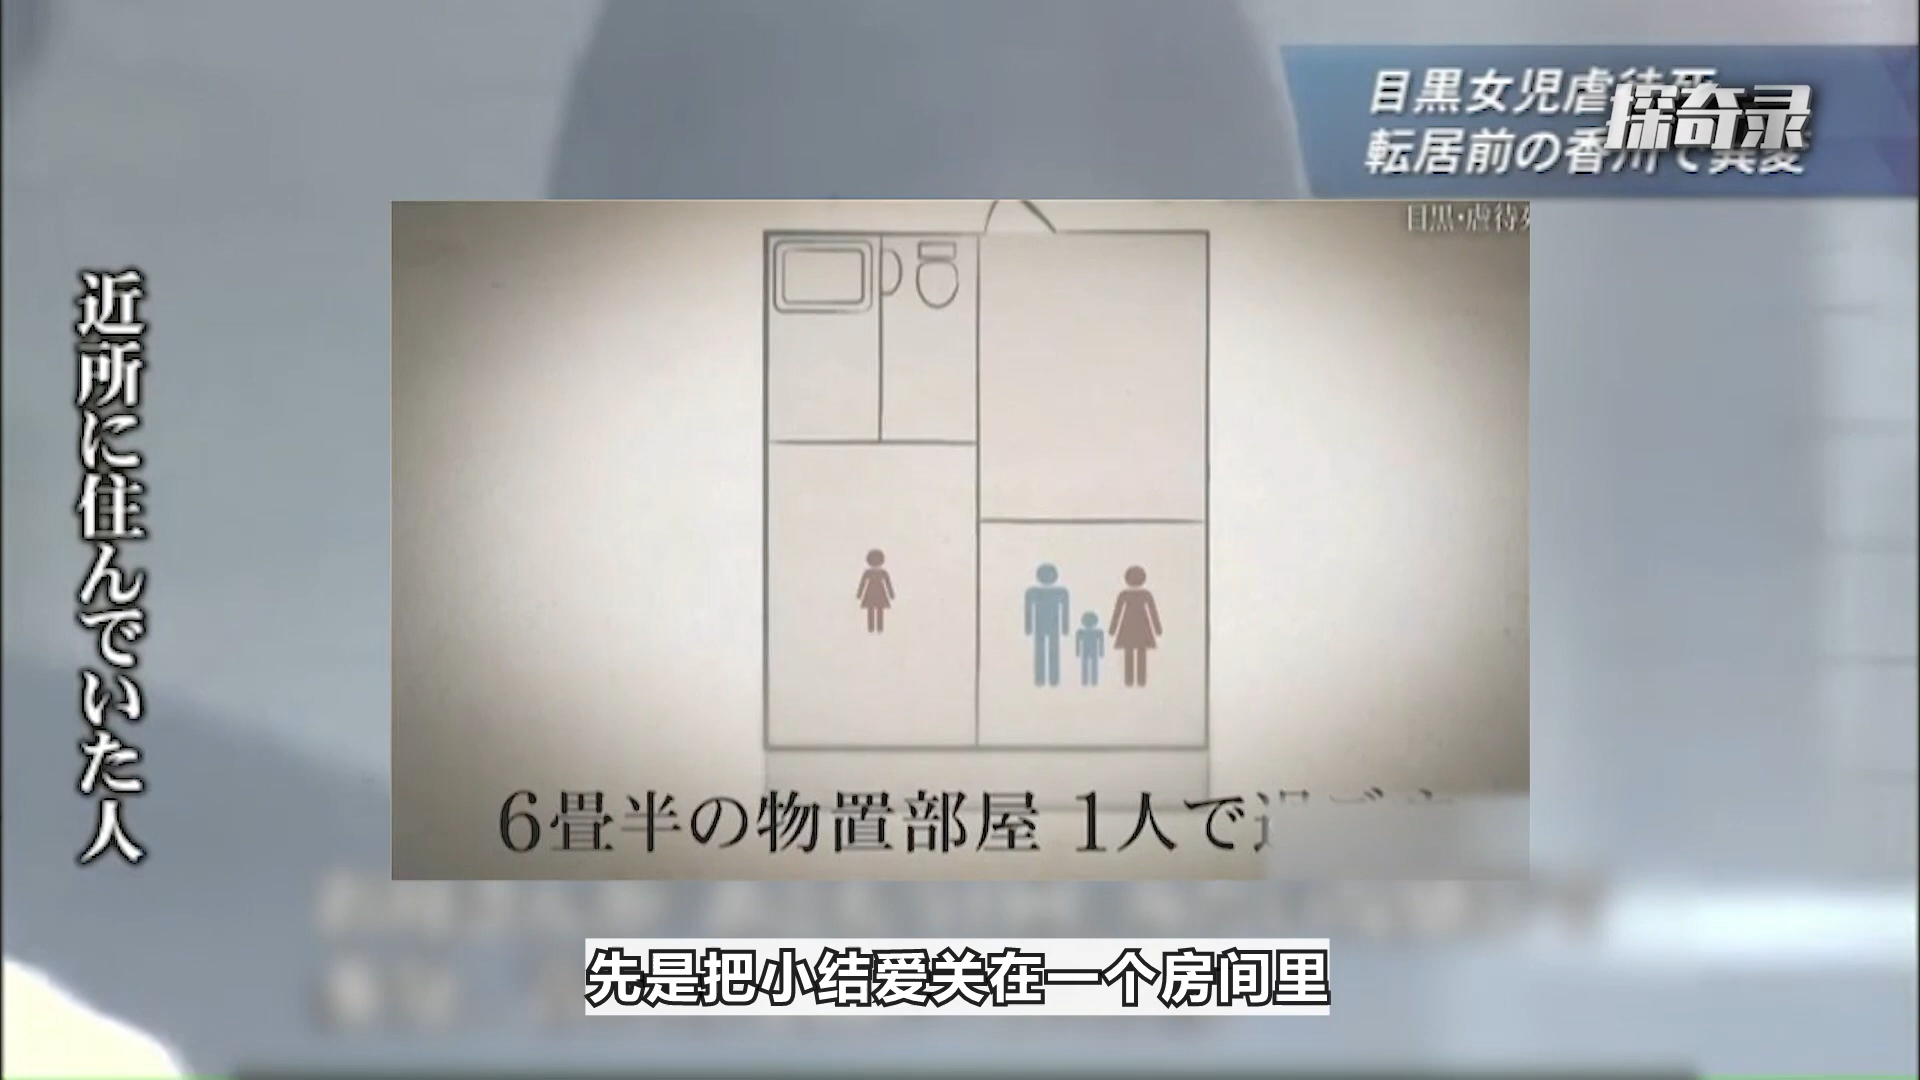 目黒女児虐待死
転居前の香川で異変
探奇录
目黒·虐待
近所に住んでいた人
6畳半の物置部屋 1人で
先是把小结爱关在一个房间里